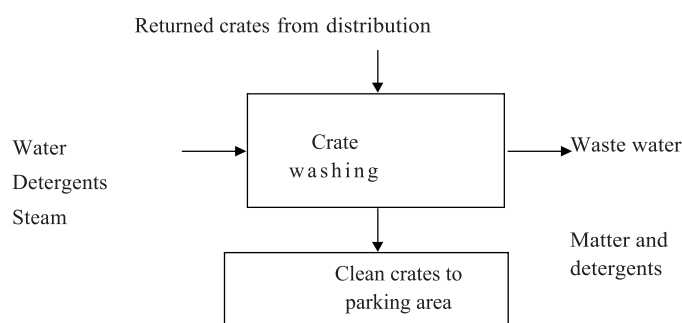 Returned crates from distribution
Water
Detergents
Steam
Crate
washing
Waste water
Matter and
detergents
Clean crates to
parking area